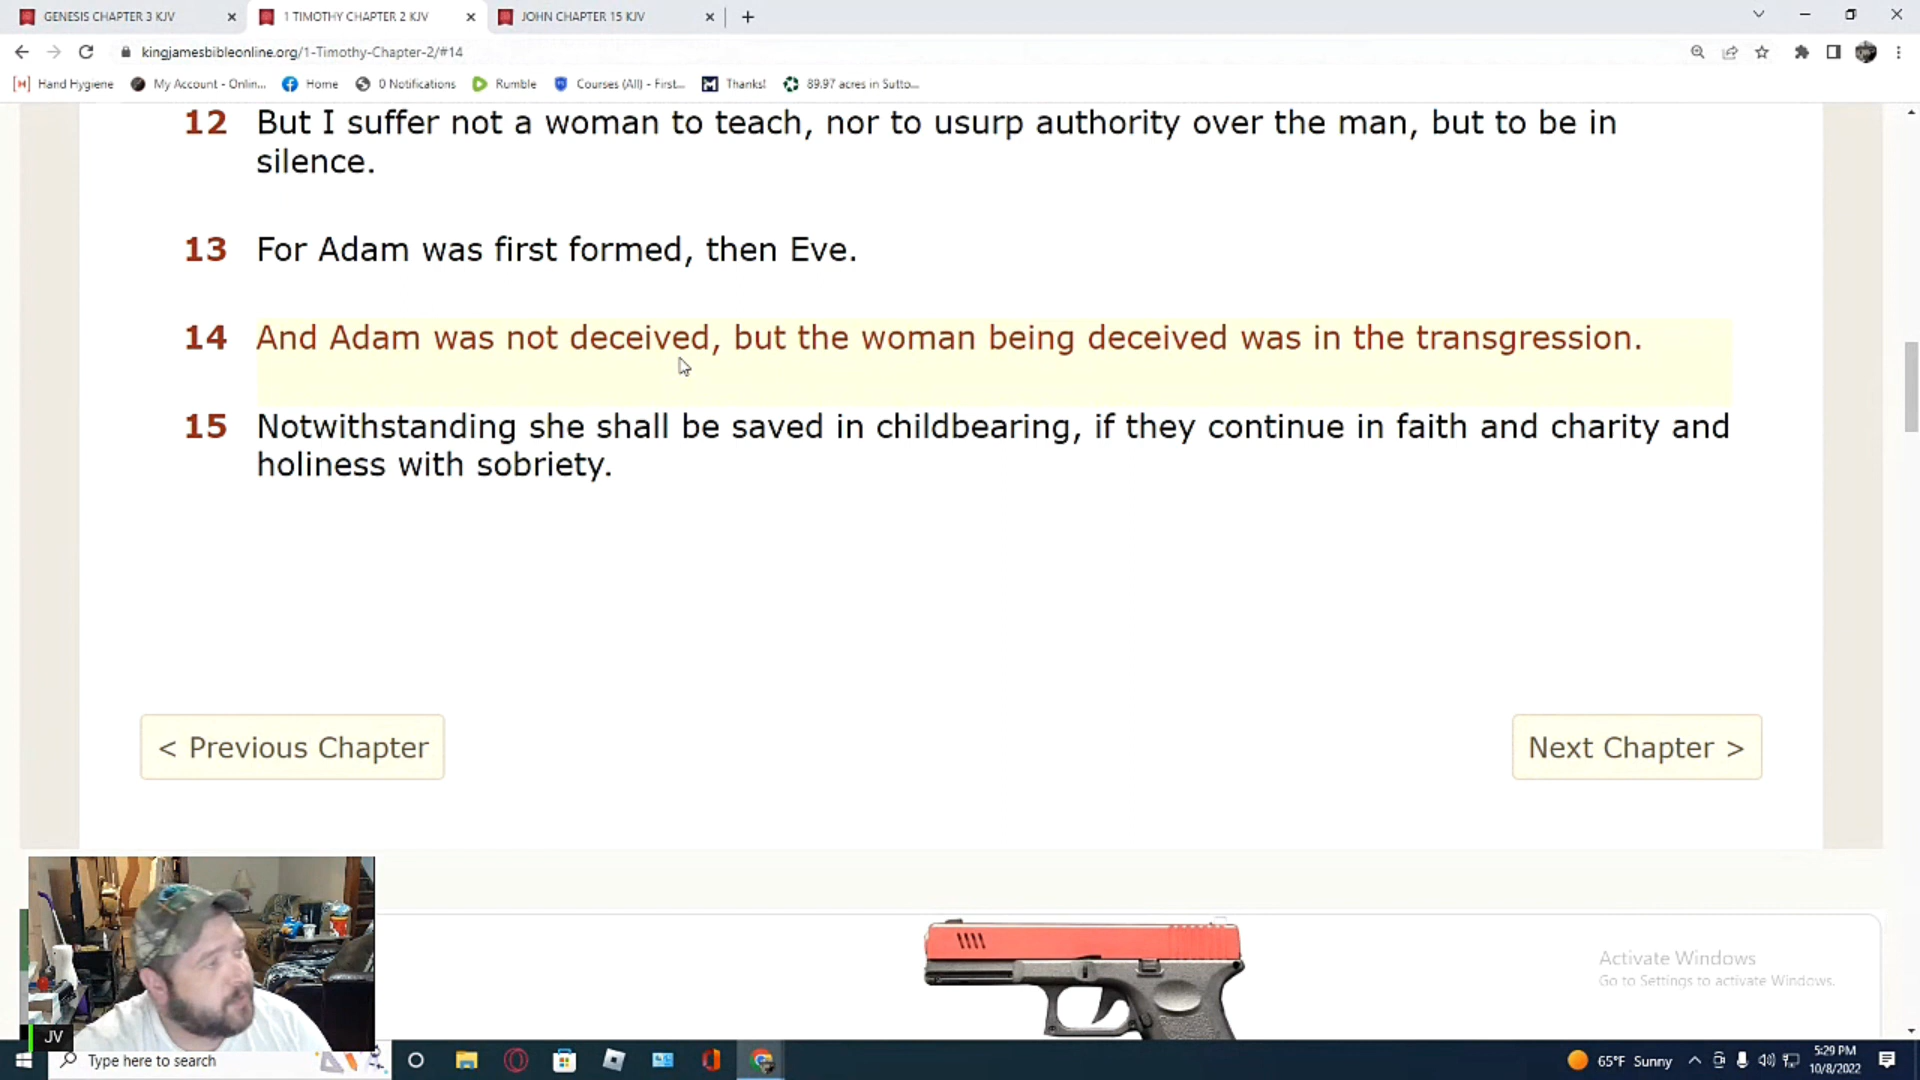 GENESIS CHAPTER 3 KJV
1 TIMOTHY CHAPTER 2 KJV
JOHN CHAPTER 15 KJV
kingjamesbibleonline.org/1-Timothy-Chapter-2/#14
Hand Hygiene
My Account - Onlin...
Home
0 Notifications
Rumble
Courses (All) - First...
Thanks!
89.97 acres in Sutto...
12 But I suffer not a woman to teach, nor to usurp authority over the man, but to be in
silence.
13 For Adam was first formed, then Eve.
14 And Adam was not deceived, but the woman being deceived was in the transgression.
15 Notwithstanding she shall be saved in childbearing, if they continue in faith and charity and
holiness with sobriety.
< Previous Chapter
Next Chapter >
Activate Windows
Go to Settings to activate Windows.
JV
Type here to search
65°F Sunny
5:29 PM
10/8/2022